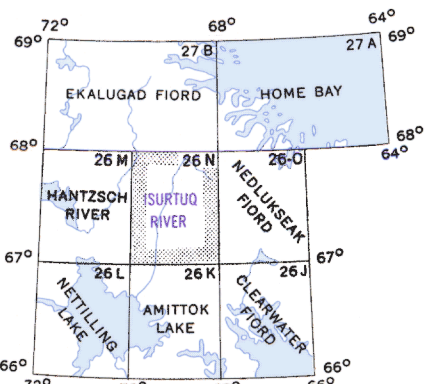 72° 68° 64°
69° 27 B 27 A 69°
EKALUGAD FIORD HOME BAY
68° 26 M 26 N 26-O 68°
64°
HANTZSCH
RIVER
ISURTUQ
RIVER
NEDLUKSEAK
FIORD
67° 67°
26 L 26 K 26 J
NETTILLING
LAKE
AMITTOK
LAKE
CLEARWATER
FIORD
66° 66°